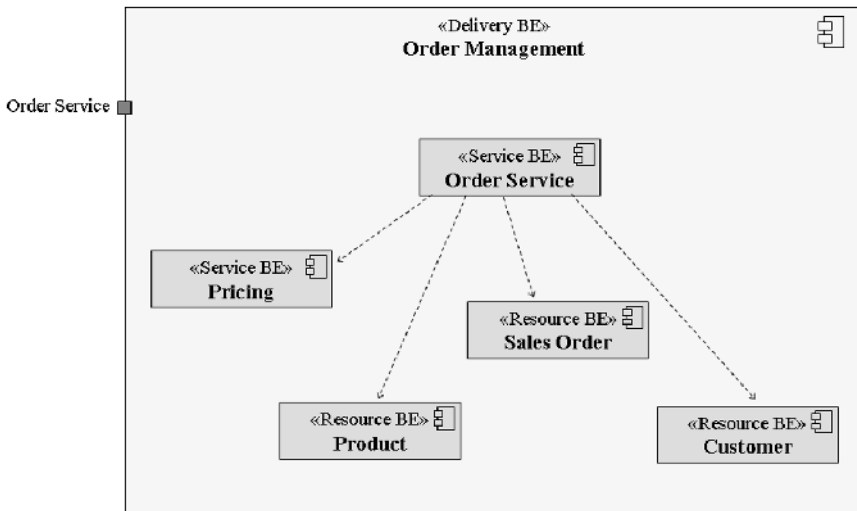 «Delivery BE»
Order Management
Order Service
«Service BE»
Order Service
«Service BE»
Pricing
«Resource BE»
Sales Order
«Resource BE»
Product
«Resource BE»
Customer